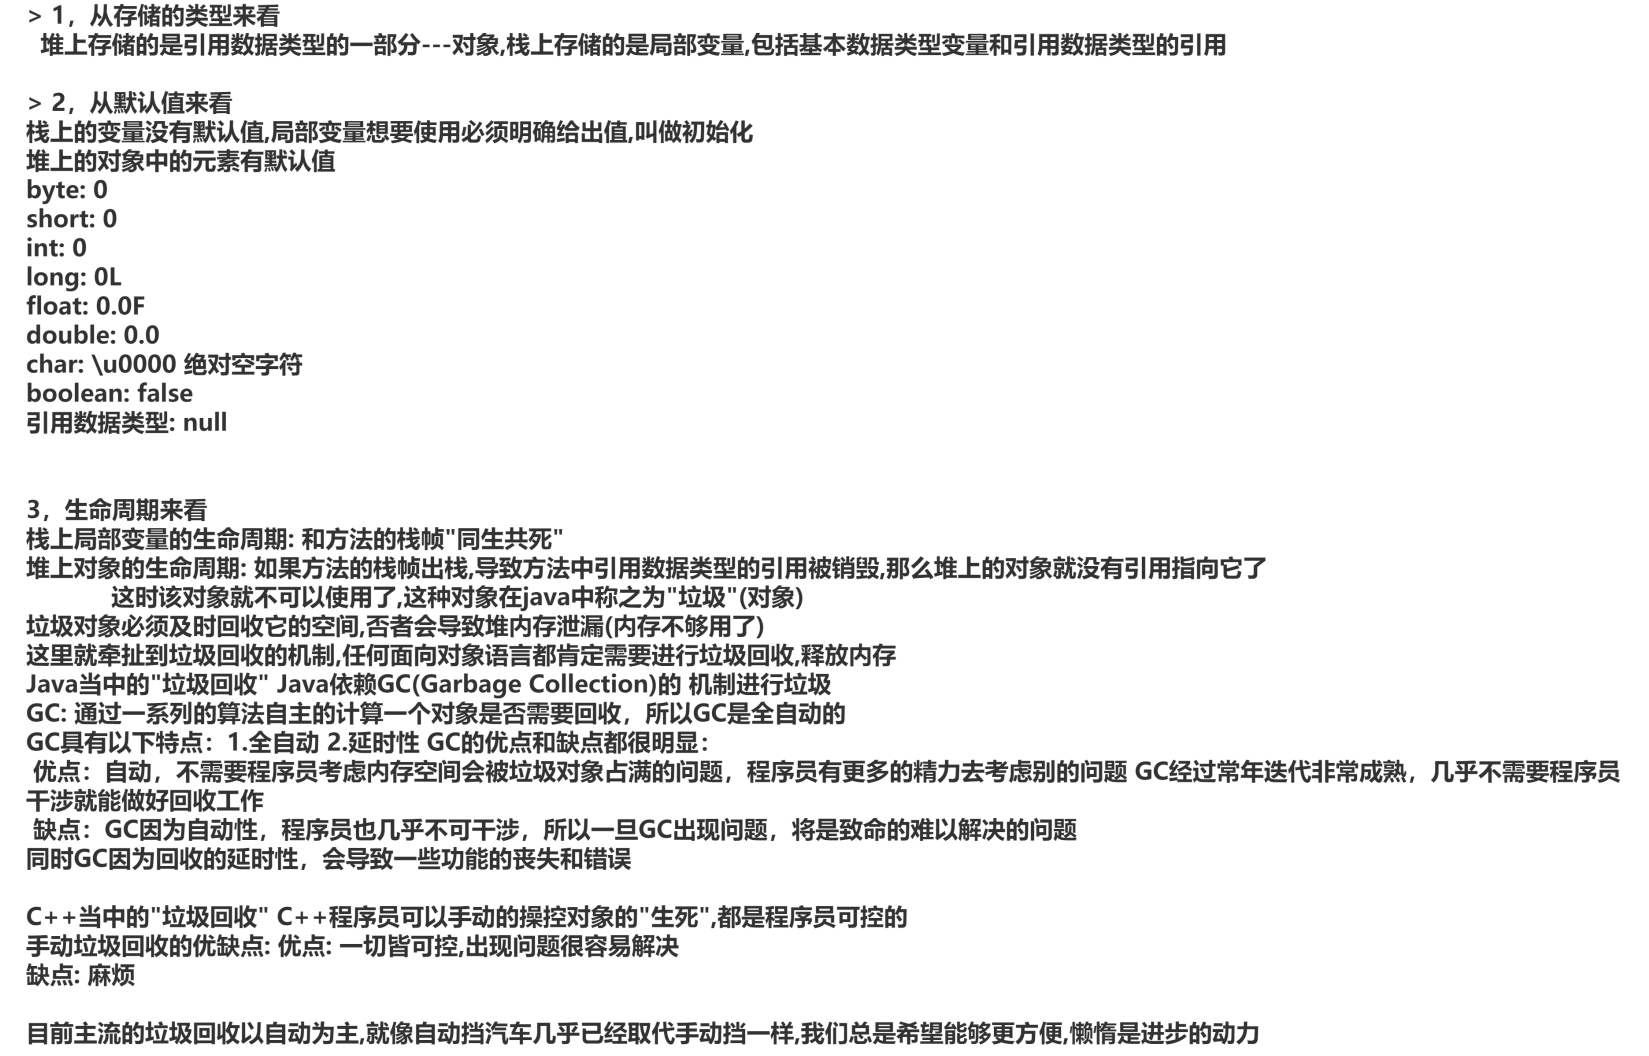 > 1，从存储的类型来看
堆上存储的是引用数据类型的一部分---对象,栈上存储的是局部变量,包括基本数据类型变量和引用数据类型的引用
> 2，从默认值来看
栈上的变量没有默认值,局部变量想要使用必须明确给出值,叫做初始化
堆上的对象中的元素有默认值
byte: 0
short: 0
int: 0
long: 0L
float: 0.0F
double: 0.0
char: \u0000 绝对空字符
boolean: false
引用数据类型: null
3，生命周期来看
栈上局部变量的生命周期: 和方法的栈帧"同生共死"
堆上对象的生命周期: 如果方法的栈帧出栈,导致方法中引用数据类型的引用被销毁,那么堆上的对象就没有引用指向它了
这时该对象就不可以使用了,这种对象在java中称之为"垃圾"(对象)
垃圾对象必须及时回收它的空间,否者会导致堆内存泄漏(内存不够用了)
这里就牵扯到垃圾回收的机制,任何面向对象语言都肯定需要进行垃圾回收,释放内存
Java当中的"垃圾回收" Java依赖GC(Garbage Collection)的 机制进行垃圾
GC: 通过一系列的算法自主的计算一个对象是否需要回收，所以GC是全自动的
GC具有以下特点：1.全自动 2.延时性 GC的优点和缺点都很明显：
优点：自动，不需要程序员考虑内存空间会被垃圾对象占满的问题，程序员有更多的精力去考虑别的问题 GC经过常年迭代非常成熟，几乎不需要程序员
干涉就能做好回收工作
缺点：GC因为自动性，程序员也几乎不可干涉，所以一旦GC出现问题，将是致命的难以解决的问题
同时GC因为回收的延时性，会导致一些功能的丧失和错误
C++当中的"垃圾回收" C++程序员可以手动的操控对象的"生死",都是程序员可控的
手动垃圾回收的优缺点: 优点: 一切皆可控,出现问题很容易解决
缺点: 麻烦
目前主流的垃圾回收以自动为主,就像自动挡汽车几乎已经取代手动挡一样,我们总是希望能够更方便,懒惰是进步的动力